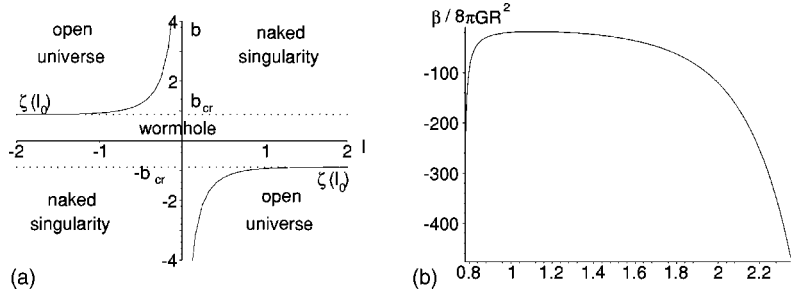 4
b
open
universe
naked
singularity
2
ζ(l₀)
b cr
wormhole
-2
-1
1
2
l
-b cr
ζ(l₀)
naked
singularity
-2
open
universe
-4
(a)
β / 8πGR²
-100
-200
-300
-400
0.8 1 1.2 1.4 1.6 1.8 2 2.2
(b)